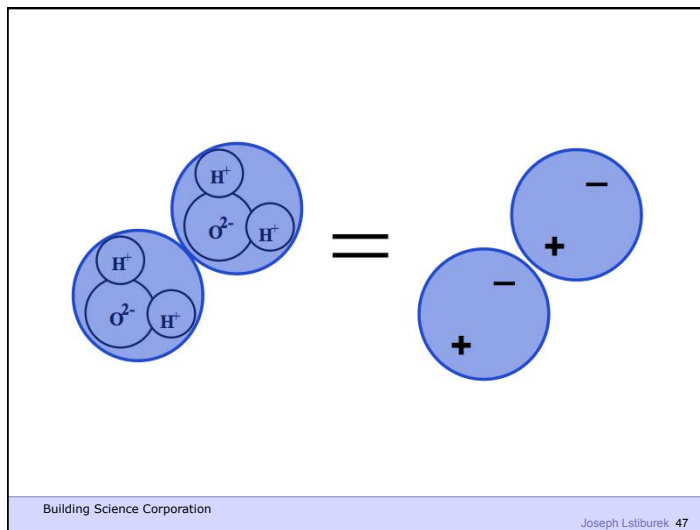 H⁺
O²⁻ H⁺
H⁺
O²⁻ H⁺
=
−
+
−
+
Building Science Corporation
Joseph Lstiburek 47